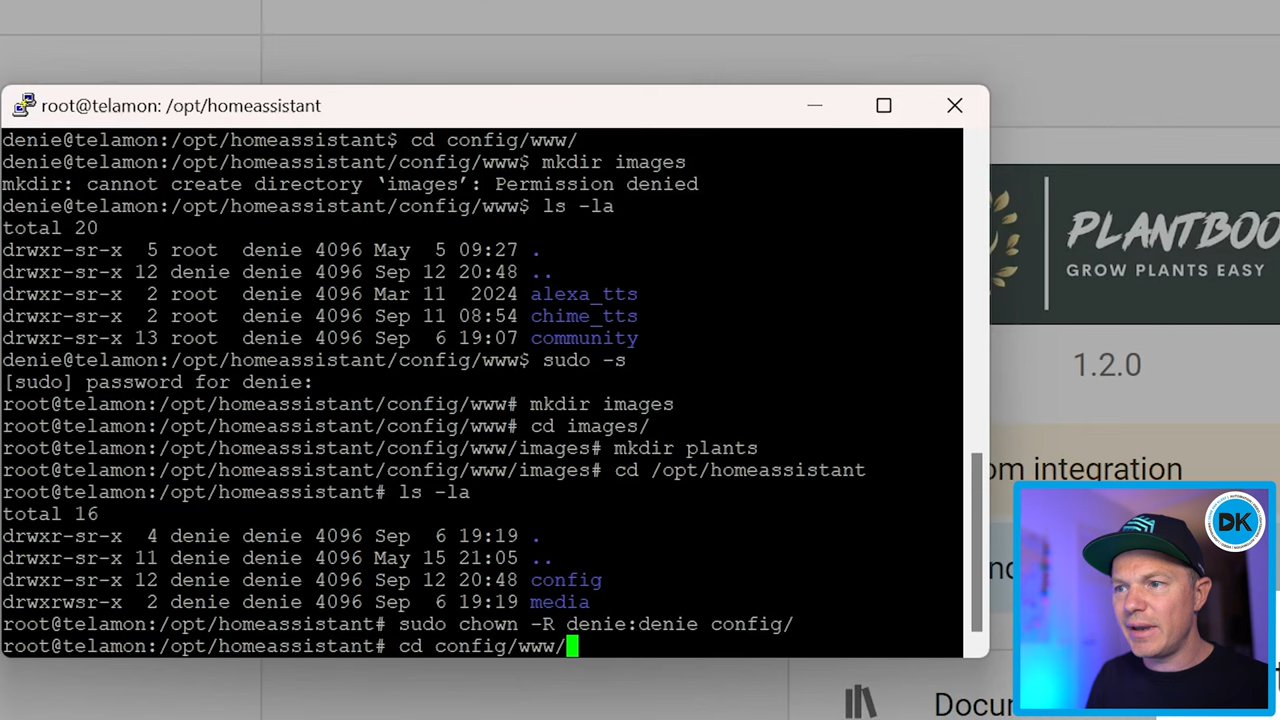 root@telamon: /opt/homeassistant
denie@telamon:/opt/homeassistant$ cd config/www/
denie@telamon:/opt/homeassistant/config/www$ mkdir images
mkdir: cannot create directory ‘images’: Permission denied
denie@telamon:/opt/homeassistant/config/www$ ls -la
total 20
drwxr-sr-x  5 root  denie 4096 May  5 09:27 .
drwxr-sr-x 12 denie denie 4096 Sep 12 20:48 ..
drwxr-sr-x  2 root  denie 4096 Mar 11  2024 alexa_tts
drwxr-sr-x  2 root  denie 4096 Sep 11 08:54 chime_tts
drwxr-sr-x 13 root  denie 4096 Sep  6 19:07 community
denie@telamon:/opt/homeassistant/config/www$ sudo -s
[sudo] password for denie:
root@telamon:/opt/homeassistant/config/www# mkdir images
root@telamon:/opt/homeassistant/config/www# cd images/
root@telamon:/opt/homeassistant/config/www/images# mkdir plants
root@telamon:/opt/homeassistant/config/www/images# cd /opt/homeassistant
root@telamon:/opt/homeassistant# ls -la
total 16
drwxr-sr-x  4 denie denie 4096 Sep  6 19:19 .
drwxr-sr-x 11 denie denie 4096 May 15 21:05 ..
drwxr-sr-x 12 denie denie 4096 Sep 12 20:48 config
drwxrwsr-x  2 denie denie 4096 Sep  6 19:19 media
root@telamon:/opt/homeassistant# sudo chown -R denie:denie config/
root@telamon:/opt/homeassistant# cd config/www/
PLANTBOO
GROW PLANTS EASY
1.2.0
om integration
DK
Docu